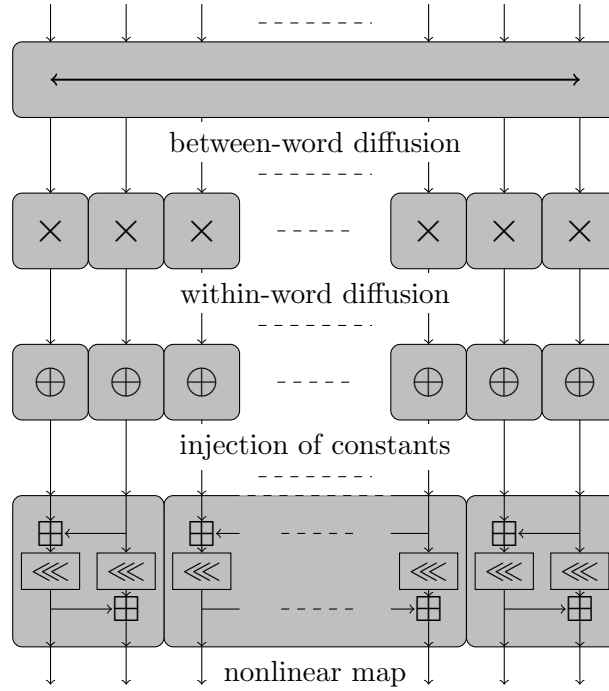 between-word diffusion
within-word diffusion
injection of constants
nonlinear map